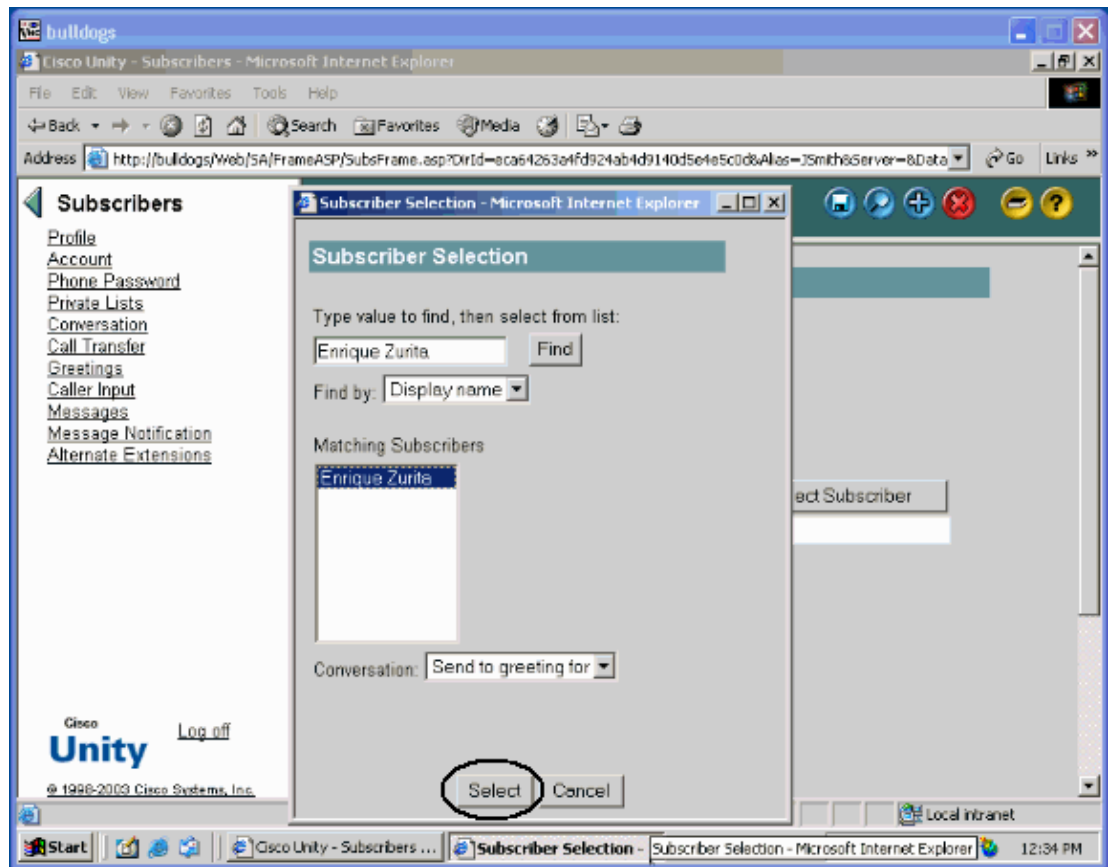 bulldogs
Cisco Unity - Subscribers - Microsoft Internet Explorer
File Edit View Favorites Tools Help
Back Search Favorites Media
Address http://bulldogs/Web/SA/FrameASP/SubsFrame.asp?DirId=eca64263a4fd924ab4d9140d5e4e5c0d&Alias=JSmith&Server=&Data Go Links »
Subscribers
Profile
Account
Phone Password
Private Lists
Conversation
Call Transfer
Greetings
Caller Input
Messages
Message Notification
Alternate Extensions
Cisco
Unity
Log off
© 1998-2003 Cisco Systems, Inc.
Subscriber Selection - Microsoft Internet Explorer
Subscriber Selection
Type value to find, then select from list:
Enrique Zurita Find
Find by: Display name
Matching Subscribers
Enrique Zurita
Conversation: Send to greeting for
Select Cancel
ect Subscriber
?
Local intranet
Start Cisco Unity - Subscribers ... Subscriber Selection - Subscriber Selection - Microsoft Internet Explorer 12:34 PM